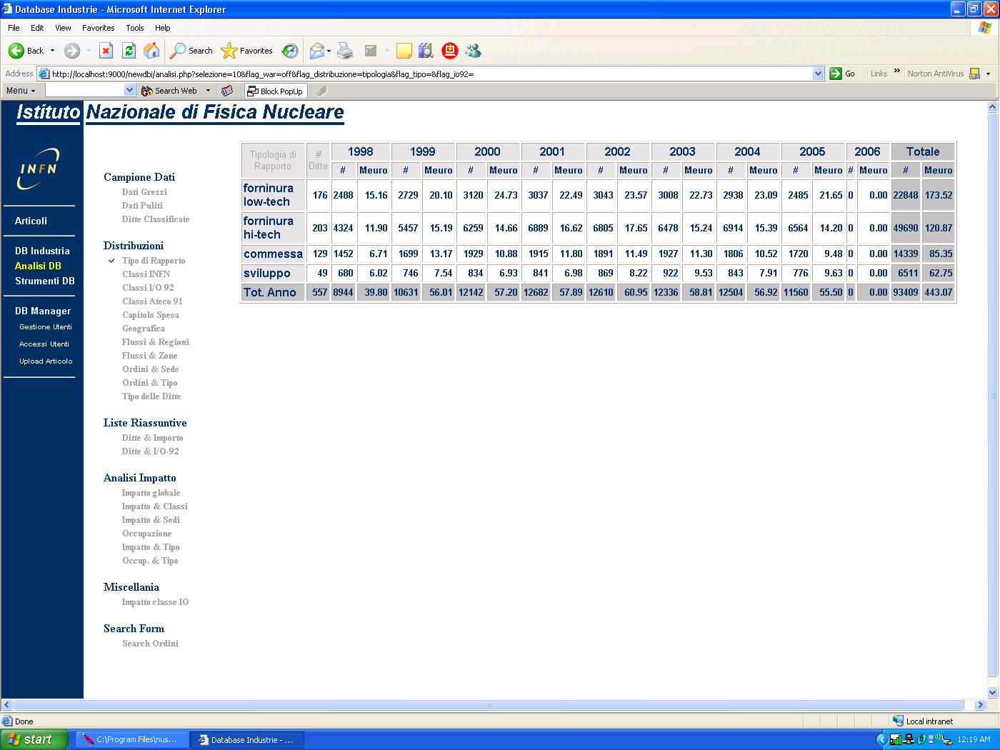 Database Industrie - Microsoft Internet Explorer
File Edit View Favorites Tools Help
Back Search Favorites
Address http://localhost:9000/newdbi/analisi.php?selezione=10&flag_war=off&flag_distribuzione=tipologia&flag_tipo=&flag_io92= Go Links » Norton AntiVirus
Menu Search Web Block PopUp
Istituto Nazionale di Fisica Nucleare
INFN
Articoli
DB Industria
Analisi DB
Strumenti DB
DB Manager
Gestione Utenti
Accessi Utenti
Upload Articolo
Campione Dati
Dati Grezzi
Dati Puliti
Ditte Classificate
Distribuzioni
Tipo di Rapporto
Classi INFN
Classi I/O 92
Classi Ateco 91
Capitolo Spesa
Geografica
Flussi & Regioni
Flussi & Zone
Ordini & Sede
Ordini & Tipo
Tipo delle Ditte
Liste Riassuntive
Ditte & Importo
Ditte & I/O-92
Analisi Impatto
Impatto globale
Impatto & Classi
Impatto & Sedi
Occupazione
Impatto & Tipo
Occup. & Tipo
Miscellania
Impatto classe IO
Search Form
Search Ordini
Tipologia di Rapporto # Ditte 1998 1999 2000 2001 2002 2003 2004 2005 2006 Totale
# Meuro # Meuro # Meuro # Meuro # Meuro # Meuro # Meuro # Meuro # Meuro # Meuro
forninura low-tech 176 2488 15.16 2729 20.10 3120 24.73 3037 22.49 3043 23.57 3008 22.73 2938 23.09 2485 21.65 0 0.00 22848 173.52
forninura hi-tech 203 4324 11.90 5457 15.19 6259 14.66 6889 16.62 6805 17.65 6478 15.24 6914 15.39 6564 14.20 0 0.00 49690 120.87
commessa 129 1452 6.71 1699 13.17 1929 10.88 1915 11.80 1891 11.49 1927 11.30 1806 10.52 1720 9.48 0 0.00 14339 85.35
sviluppo 49 680 6.02 746 7.54 834 6.93 841 6.98 869 8.22 922 9.53 843 7.91 776 9.63 0 0.00 6511 62.75
Tot. Anno 557 8944 39.80 10631 56.01 12142 57.20 12682 57.89 12610 60.95 12336 58.81 12504 56.92 11560 55.50 0 0.00 93409 443.07
Done Local intranet
start C:\Program Files\nus... Database Industrie - ... 12:19 AM